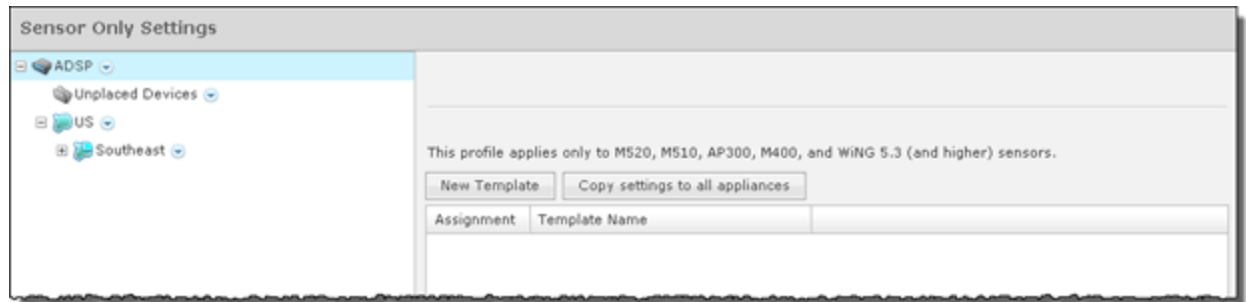 Sensor Only Settings
ADSP
Unplaced Devices
US
Southeast
This profile applies only to M520, M510, AP300, M400, and WiNG 5.3 (and higher) sensors.
New Template
Copy settings to all appliances
Assignment
Template Name